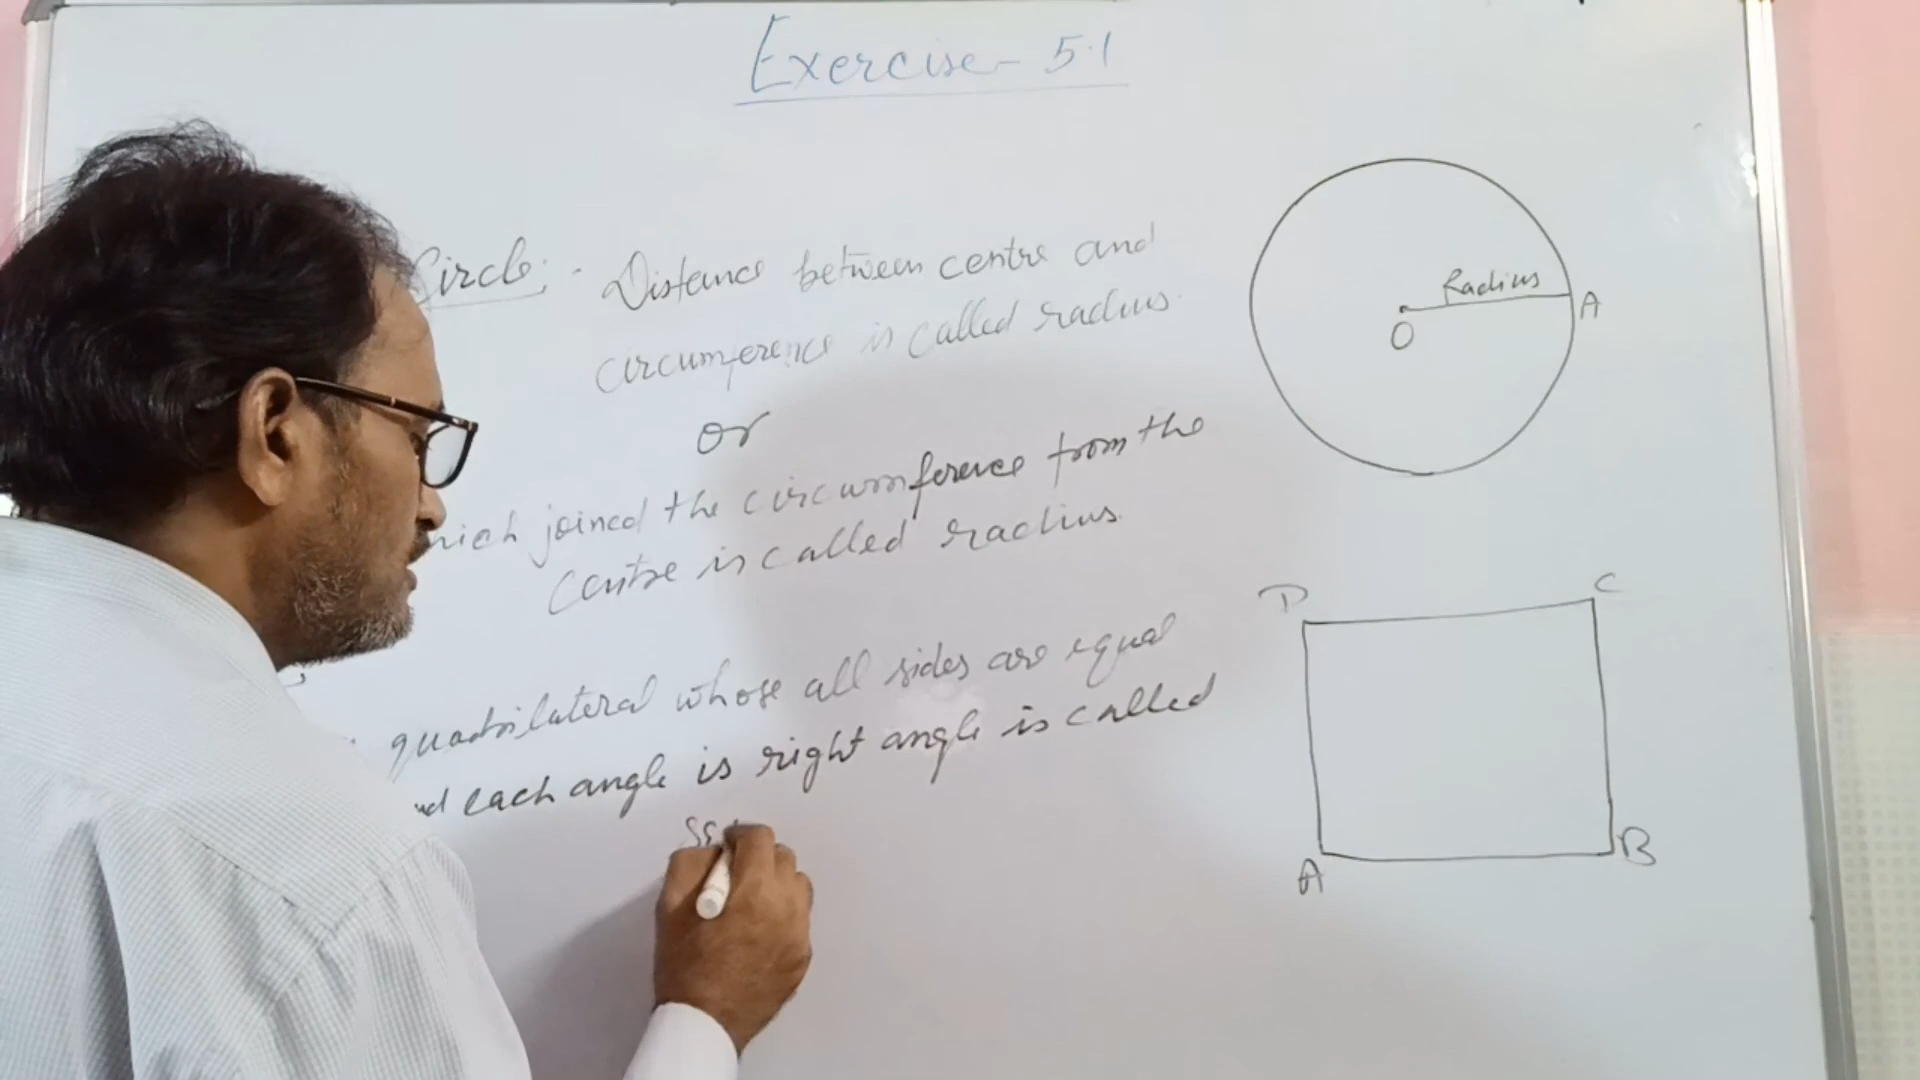 Exercise - 5.1
Circle :- Distance between centre and
circumference is called radius.
or
joined the circumference from the
centre is called radius.
quadrilateral whose all sides are equal
each angle is right angle is called
Radius
O
A
D
C
A
B